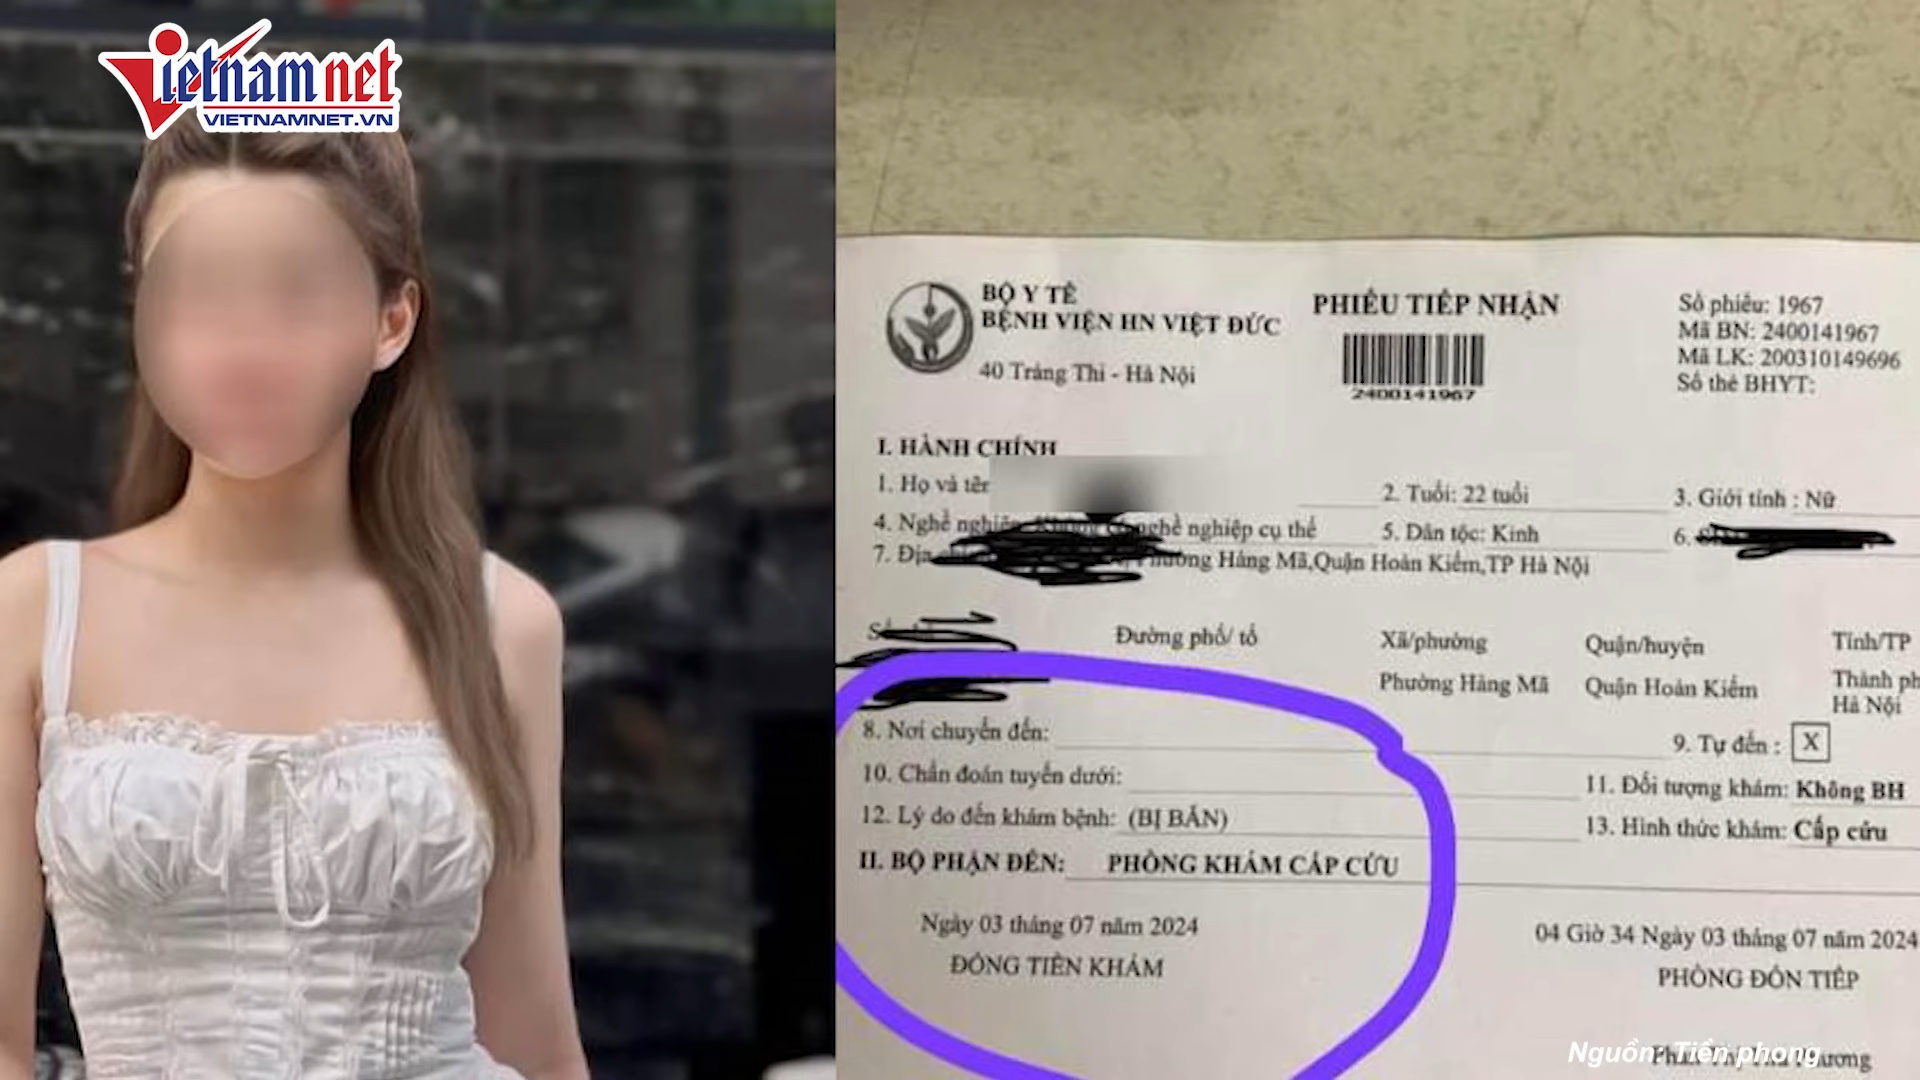 Vietnamnet
VIETNAMNET.VN
BỘ Y TẾ
BỆNH VIỆN HN VIỆT ĐỨC
40 Tràng Thi - Hà Nội
PHIẾU TIẾP NHẬN
2400141967
Số phiếu: 1967
Mã BN: 2400141967
Mã LK: 200310149696
Số thẻ BHYT:
I. HÀNH CHÍNH
1. Họ và tên
2. Tuổi: 22 tuổi
3. Giới tính : Nữ
4. Nghề nghiệp nghề nghiệp cụ thể
5. Dân tộc: Kinh
6.
7. Địa Phường Hàng Mã,Quận Hoàn Kiếm,TP Hà Nội
Đường phố/ tổ
Xã/phường
Quận/huyện
Tỉnh/TP
Phường Hàng Mã
Quận Hoàn Kiếm
Thành ph
Hà Nội
8. Nơi chuyển đến:
9. Tự đến : X
10. Chẩn đoán tuyến dưới:
11. Đối tượng khám: Không BH
12. Lý do đến khám bệnh: (BỊ BẮN)
13. Hình thức khám: Cấp cứu
II. BỘ PHẬN ĐẾN: PHÒNG KHÁM CẤP CỨU
Ngày 03 tháng 07 năm 2024
ĐÓNG TIỀN KHÁM
04 Giờ 34 Ngày 03 tháng 07 năm 2024
PHÒNG ĐÓN TIẾP
Nguồn: Tiền phong